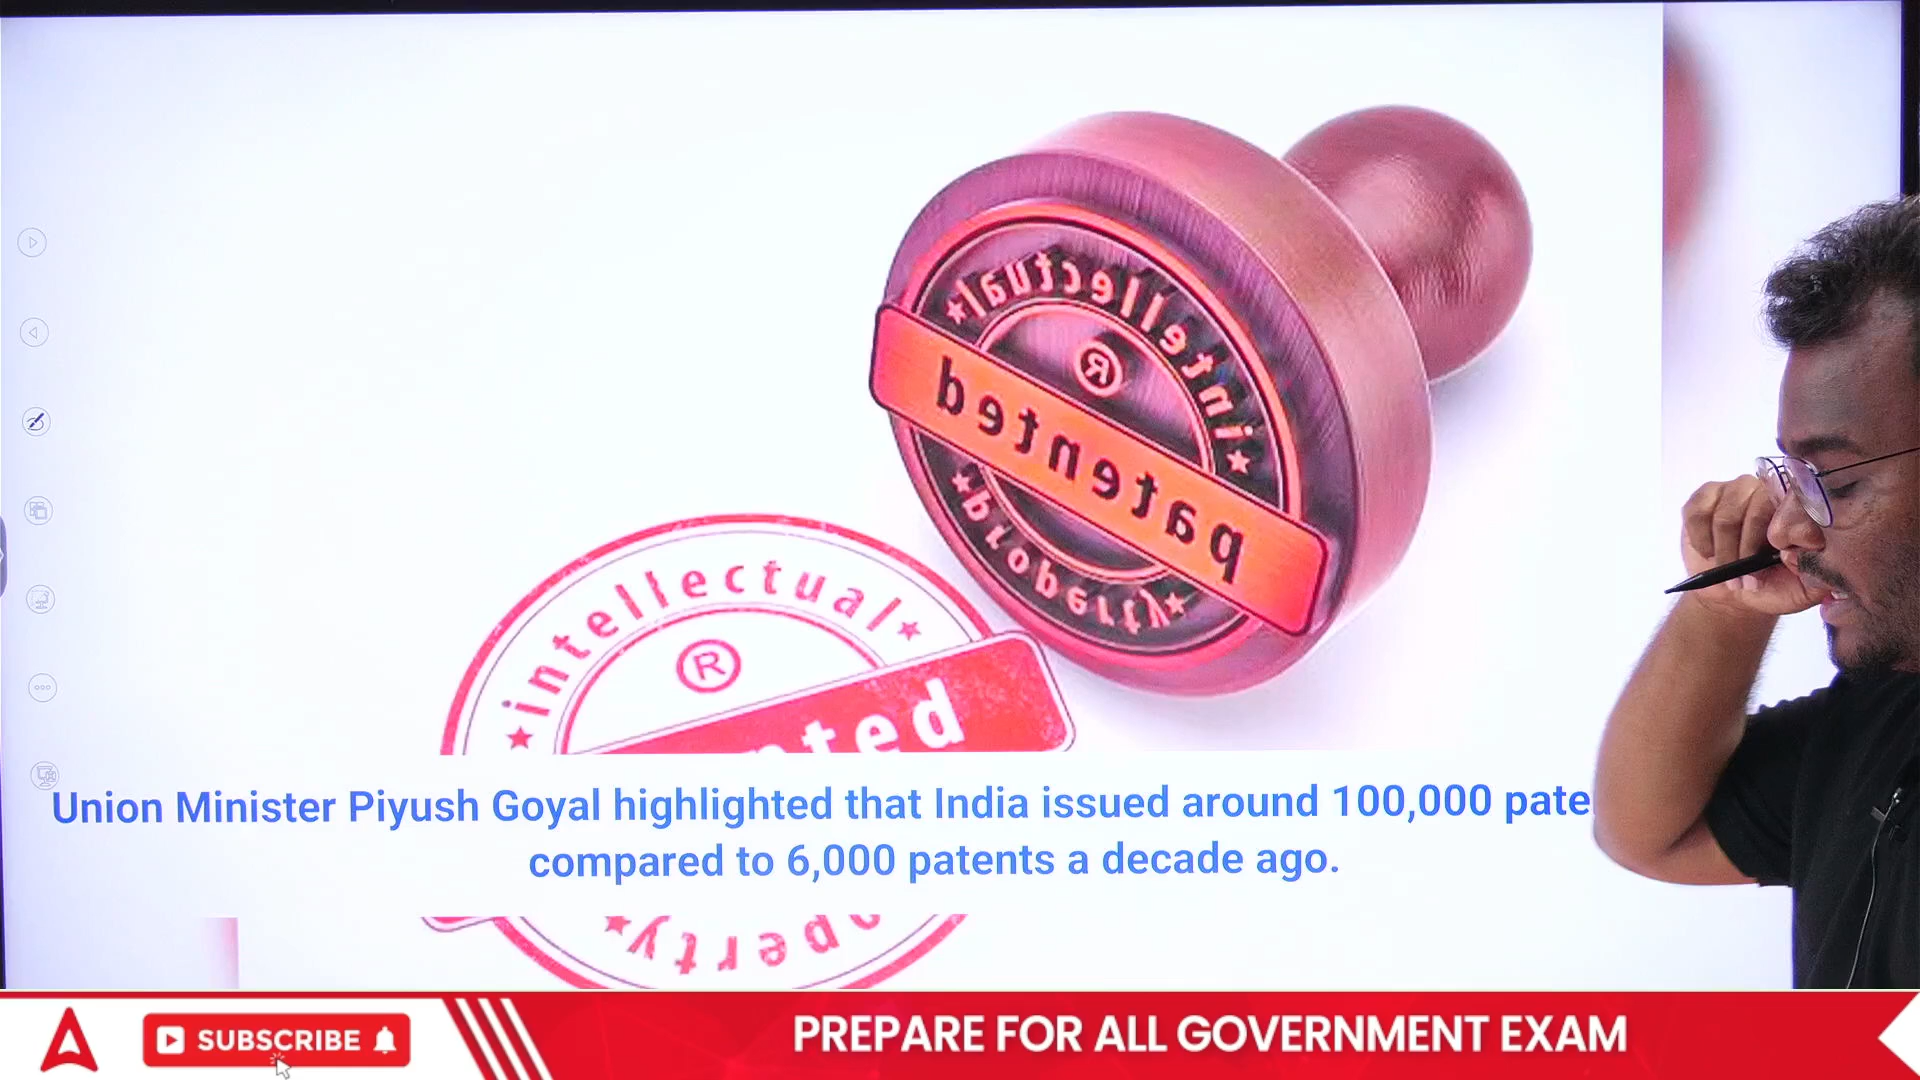 intellectual
®
patented
property
intellectual
®
Union Minister Piyush Goyal highlighted that India issued around 100,000
compared to 6,000 patents a decade ago.
SUBSCRIBE
PREPARE FOR ALL GOVERNMENT EXAM